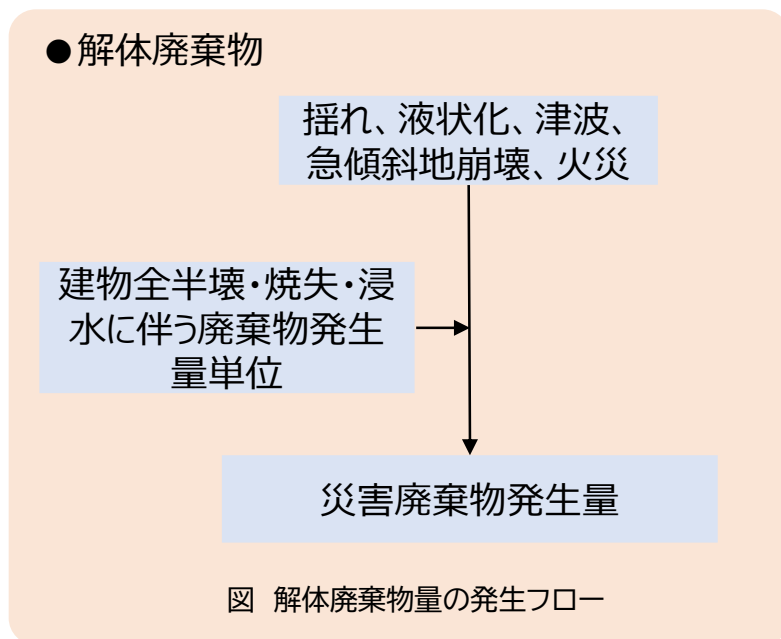 ●解体廃棄物
揺れ、液状化、津波、
急傾斜地崩壊、火災
建物全半壊・焼失・浸
水に伴う廃棄物発生
量単位
災害廃棄物発生量
図 解体廃棄物量の発生フロー